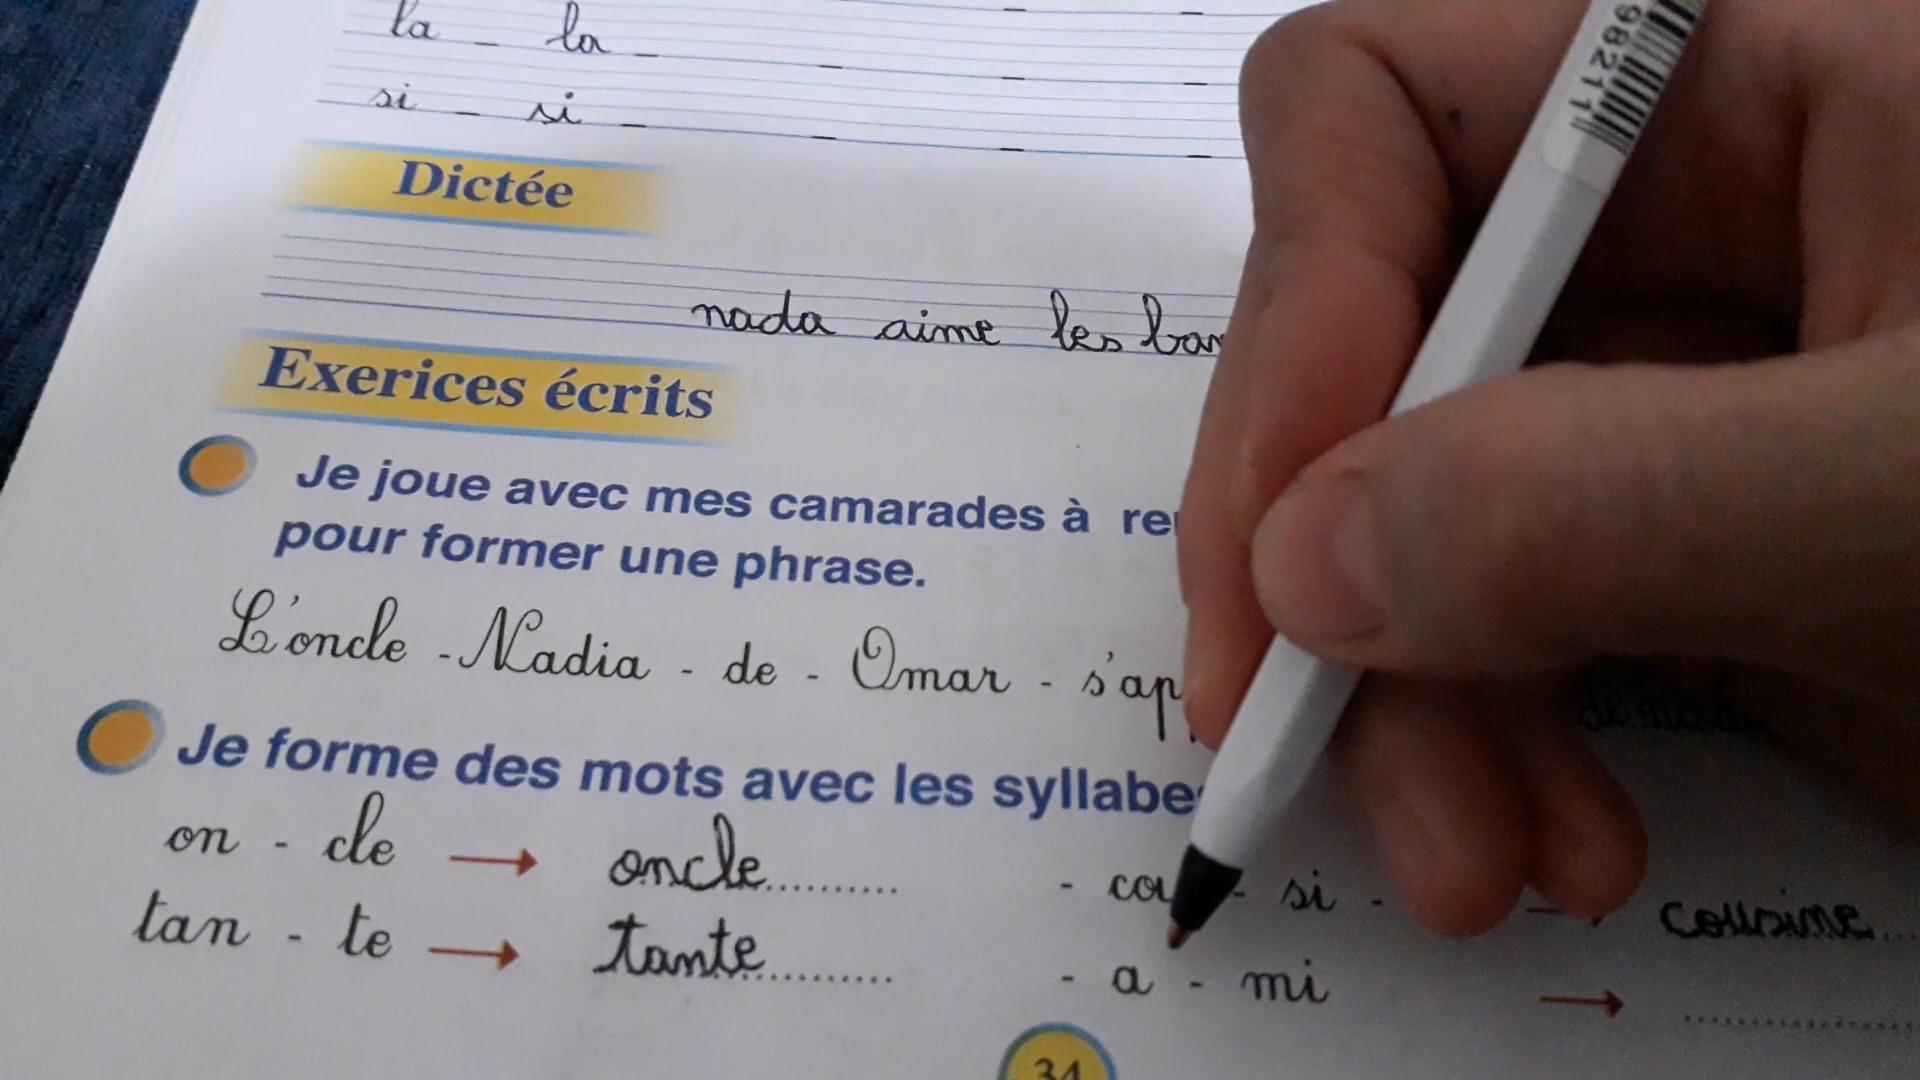 la - la - - - -
si - si - - - -
Dictée
nada aime les
Exerices écrits
Je joue avec mes camarades à
pour former une phrase.
L'oncle - Nadia - de - Omar -
Je forme des mots avec les
on - cle → oncle.......... - - si - → cousine...
tan - te → tante.......... - a - mi → ..........
34
98211